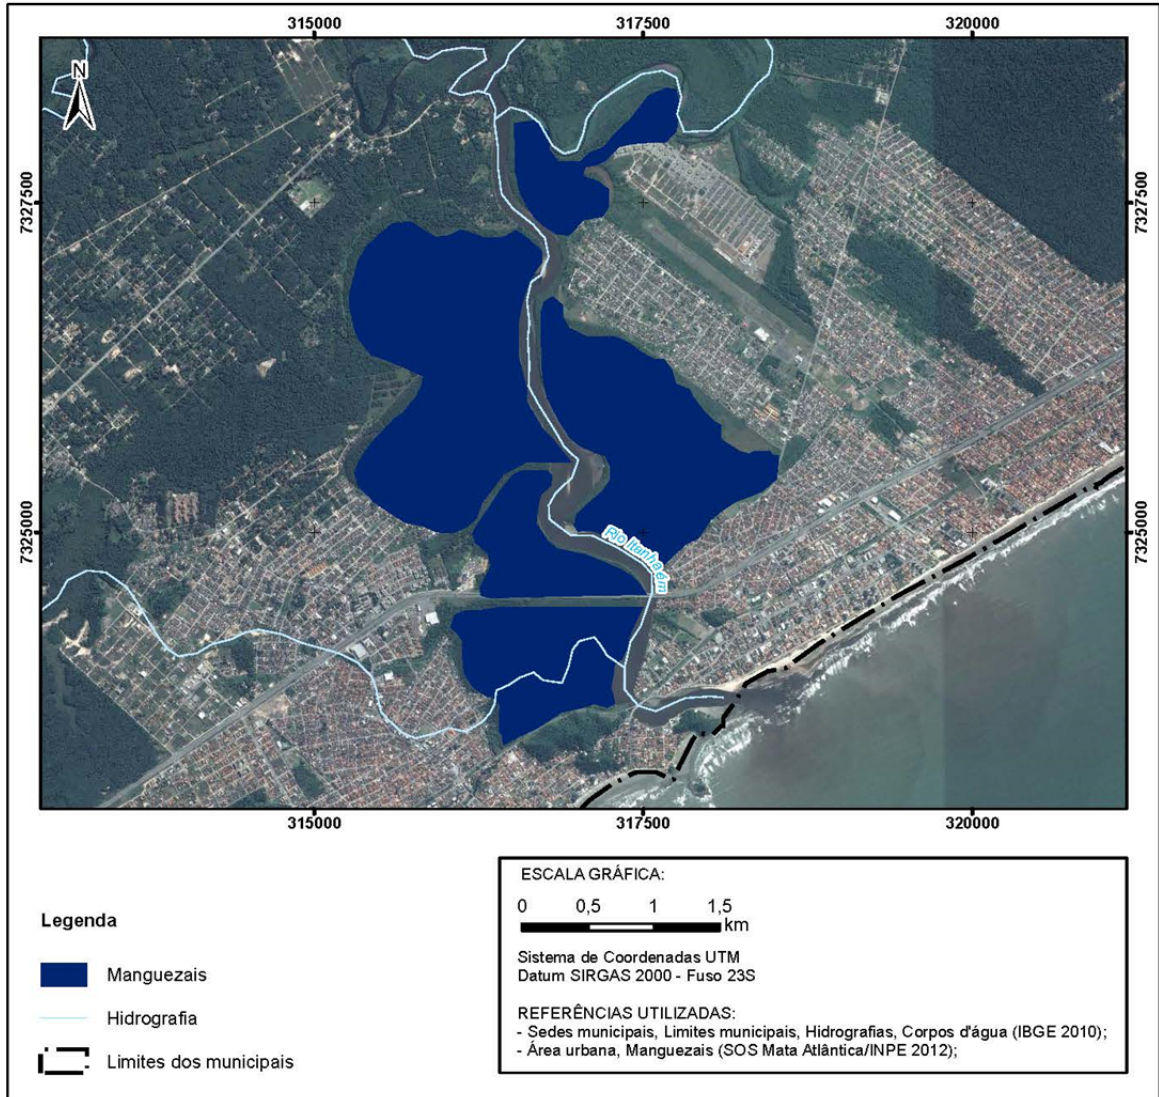 315000 317500 320000
N
7327500 7327500
7325000 7325000
Rio Itanhaém
315000 317500 320000
Legenda
Manguezais
Hidrografia
Limites dos municipais
ESCALA GRÁFICA:
0 0,5 1 1,5
km
Sistema de Coordenadas UTM
Datum SIRGAS 2000 - Fuso 23S
REFERÊNCIAS UTILIZADAS:
- Sedes municipais, Limites municipais, Hidrografias, Corpos d'água (IBGE 2010);
- Área urbana, Manguezais (SOS Mata Atlântica/INPE 2012);